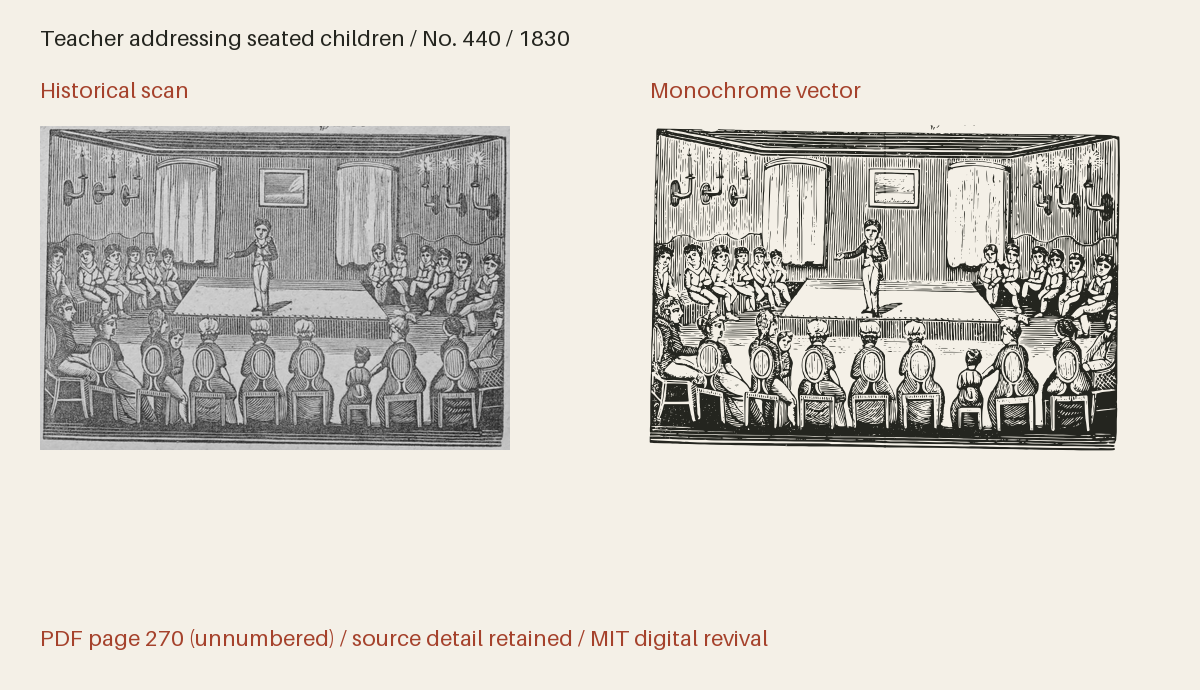 Teacher addressing seated children / No. 440 / 1830
Historical scan
Monochrome vector
PDF page 270 (unnumbered) / source detail retained / MIT digital revival